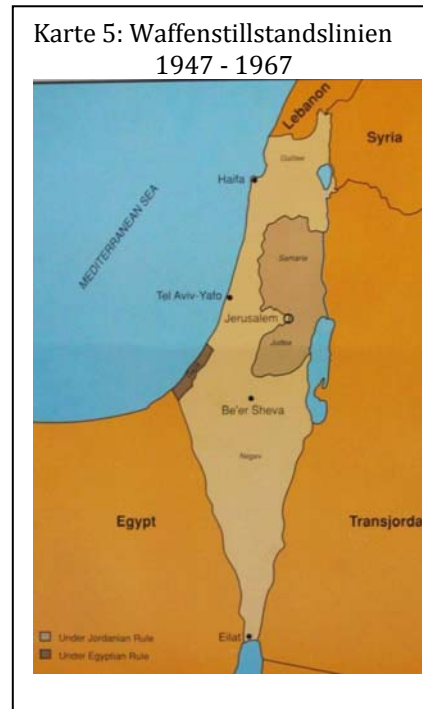 Karte 5: Waffenstillstandslinien
1947 - 1967
Lebanon
Syria
Galilee
Haifa
MEDITERRANEAN SEA
Samaria
Tel Aviv-Yafo
Jerusalem
Judea
Be'er Sheva
Negev
Egypt
Transjorda
Under Jordanian Rule
Under Egyptian Rule
Eilat